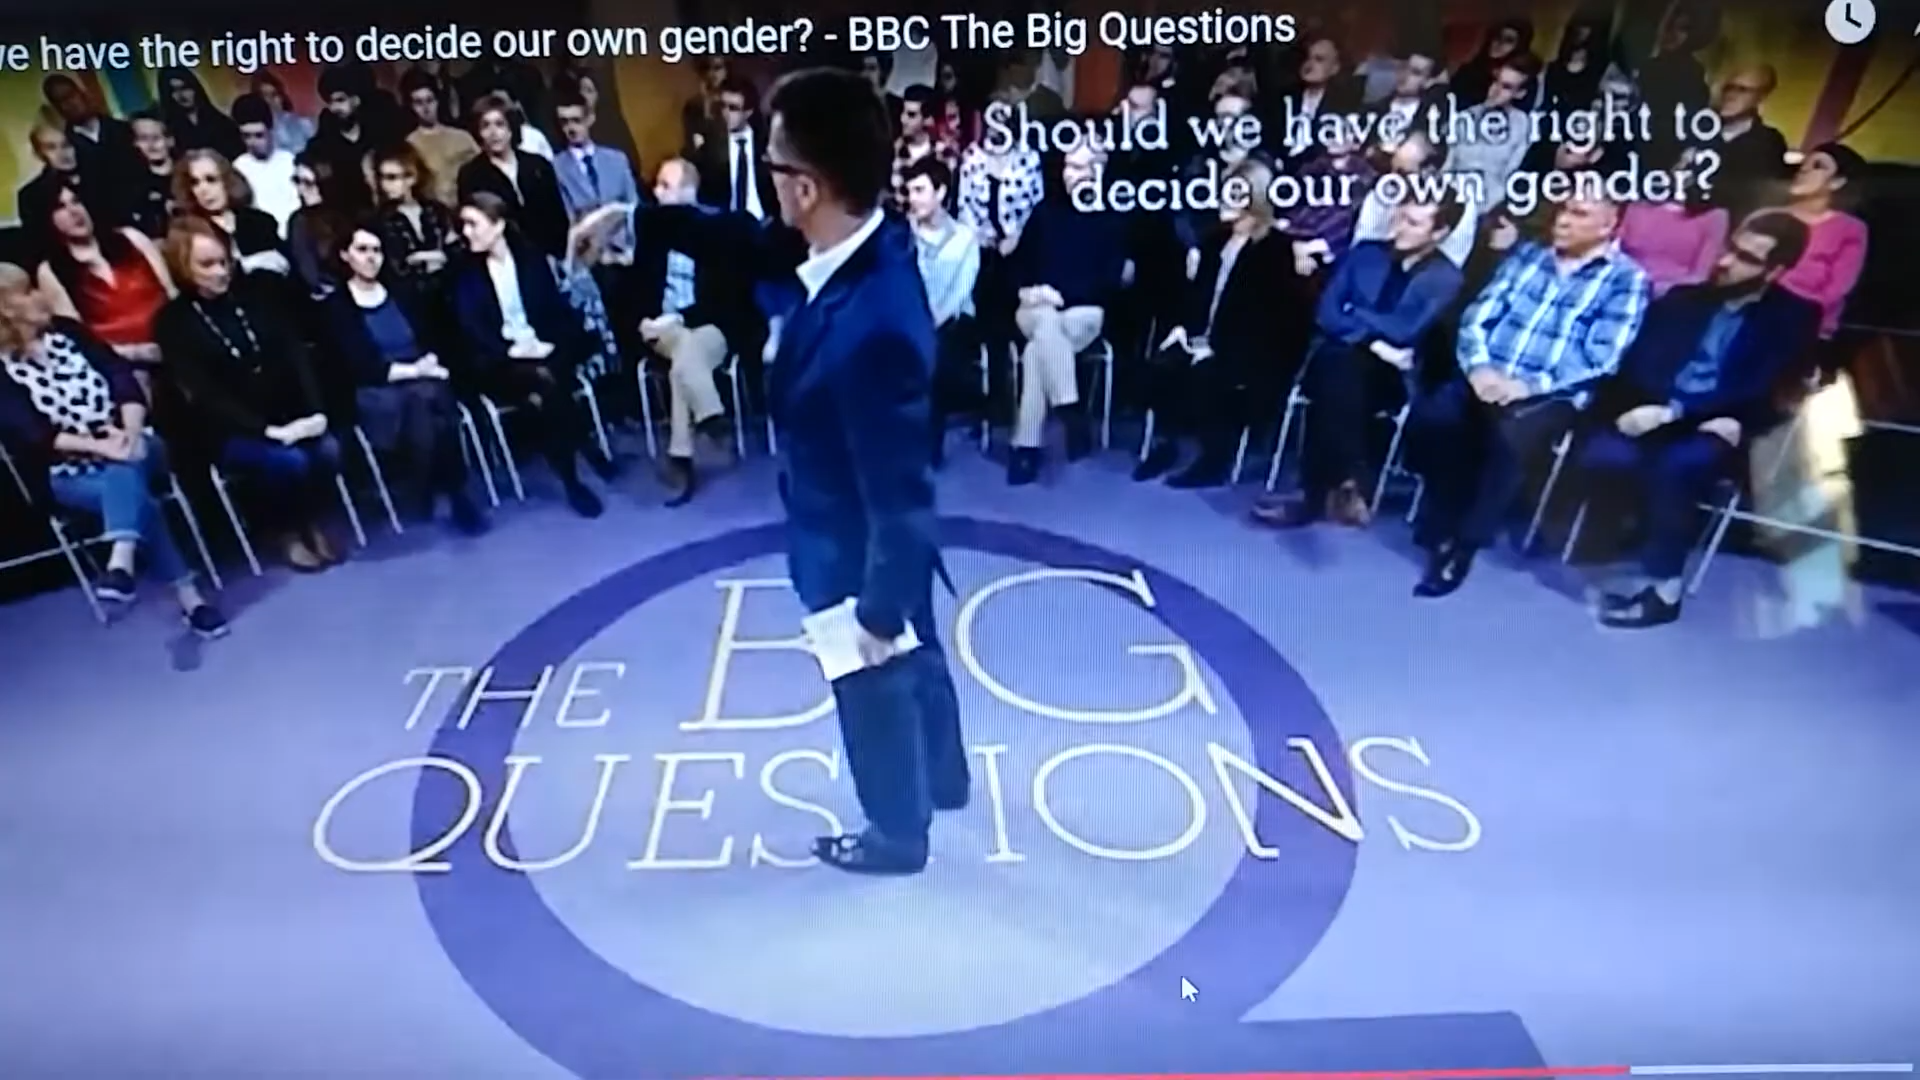 ve have the right to decide our own gender? - BBC The Big Questions
Should we have the right to
decide our own gender?
THE BIG
QUESTIONS